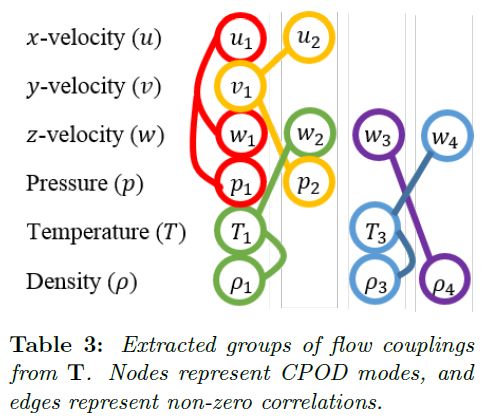 x-velocity (u) u₁ u₂
y-velocity (v) v₁
z-velocity (w) w₁ w₂ w₃ w₄
Pressure (p) p₁ p₂
Temperature (T) T₁ T₃
Density (ρ) ρ₁ ρ₃ ρ₄
Table 3: Extracted groups of flow couplings
from T. Nodes represent CPOD modes, and
edges represent non-zero correlations.